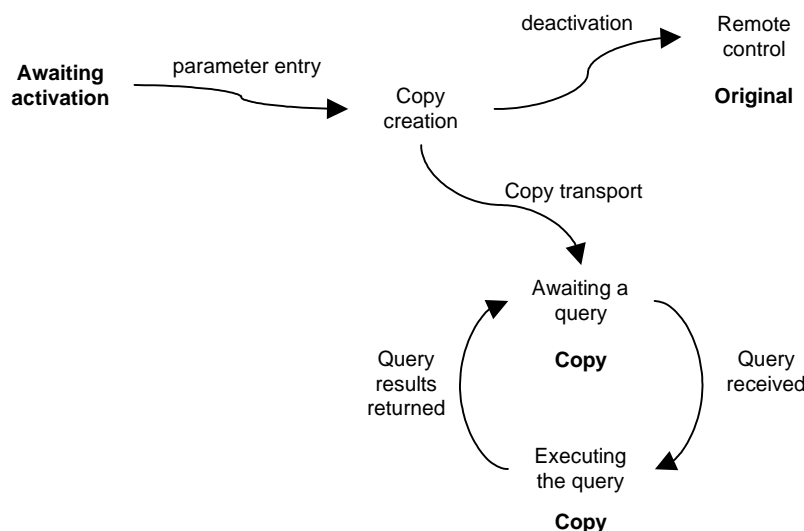 deactivation
Remote
control
Original
Awaiting
activation
parameter entry
Copy
creation
Copy transport
Awaiting a
query
Copy
Query
results
returned
Query
received
Executing
the query
Copy